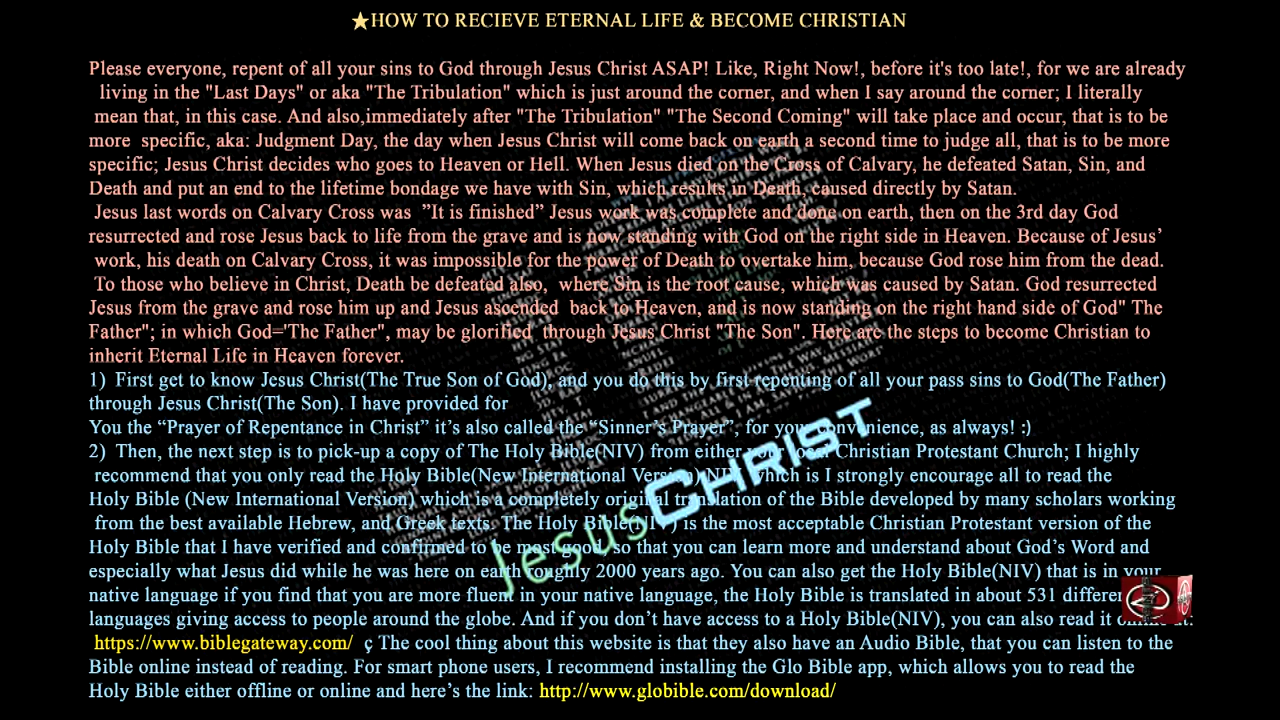 ★HOW TO RECIEVE ETERNAL LIFE & BECOME CHRISTIAN
Please everyone, repent of all your sins to God through Jesus Christ ASAP! Like, Right Now!, before it's too late!, for we are already
living in the "Last Days" or aka "The Tribulation" which is just around the corner, and when I say around the corner; I literally
mean that, in this case. And also,immediately after "The Tribulation" "The Second Coming" will take place and occur, that is to be
more specific, aka: Judgment Day, the day when Jesus Christ will come back on earth a second time to judge all, that is to be more
specific; Jesus Christ decides who goes to Heaven or Hell. When Jesus died on the Cross of Calvary, he defeated Satan, Sin, and
Death and put an end to the lifetime bondage we have with Sin, which results in Death, caused directly by Satan.
Jesus last words on Calvary Cross was ”It is finished” Jesus work was complete and done on earth, then on the 3rd day God
resurrected and rose Jesus back to life from the grave and is now standing with God on the right side in Heaven. Because of Jesus’
work, his death on Calvary Cross, it was impossible for the power of Death to overtake him, because God rose him from the dead.
To those who believe in Christ, Death be defeated also, where Sin is the root cause, which was caused by Satan. God resurrected
Jesus from the grave and rose him up and Jesus ascended back to Heaven, and is now standing on the right hand side of God" The
Father"; in which God='The Father", may be glorified through Jesus Christ "The Son". Here are the steps to become Christian to
inherit Eternal Life in Heaven forever.
1) First get to know Jesus Christ(The True Son of God), and you do this by first repenting of all your pass sins to God(The Father)
through Jesus Christ(The Son). I have provided for
You the “Prayer of Repentance in Christ” it’s also called the “Sinner’s Prayer”, for your convenience, as always! :)
2) Then, the next step is to pick-up a copy of The Holy Bible(NIV) from either your local Christian Protestant Church; I highly
recommend that you only read the Holy Bible(New International Version) NIV which is I strongly encourage all to read the
Holy Bible (New International Version) which is a completely original translation of the Bible developed by many scholars working
from the best available Hebrew, and Greek texts. The Holy Bible(NIV) is the most acceptable Christian Protestant version of the
Holy Bible that I have verified and confirmed to be most good, so that you can learn more and understand about God’s Word and
especially what Jesus did while he was here on earth roughly 2000 years ago. You can also get the Holy Bible(NIV) that is in your
native language if you find that you are more fluent in your native language, the Holy Bible is translated in about 531
languages giving access to people around the globe. And if you don’t have access to a Holy Bible(NIV), you can also read it online at:
https://www.biblegateway.com/ ç The cool thing about this website is that they also have an Audio Bible, that you can listen to the
Bible online instead of reading. For smart phone users, I recommend installing the Glo Bible app, which allows you to read the
Holy Bible either offline or online and here’s the link: http://www.globible.com/download/
Jesus CHRIST